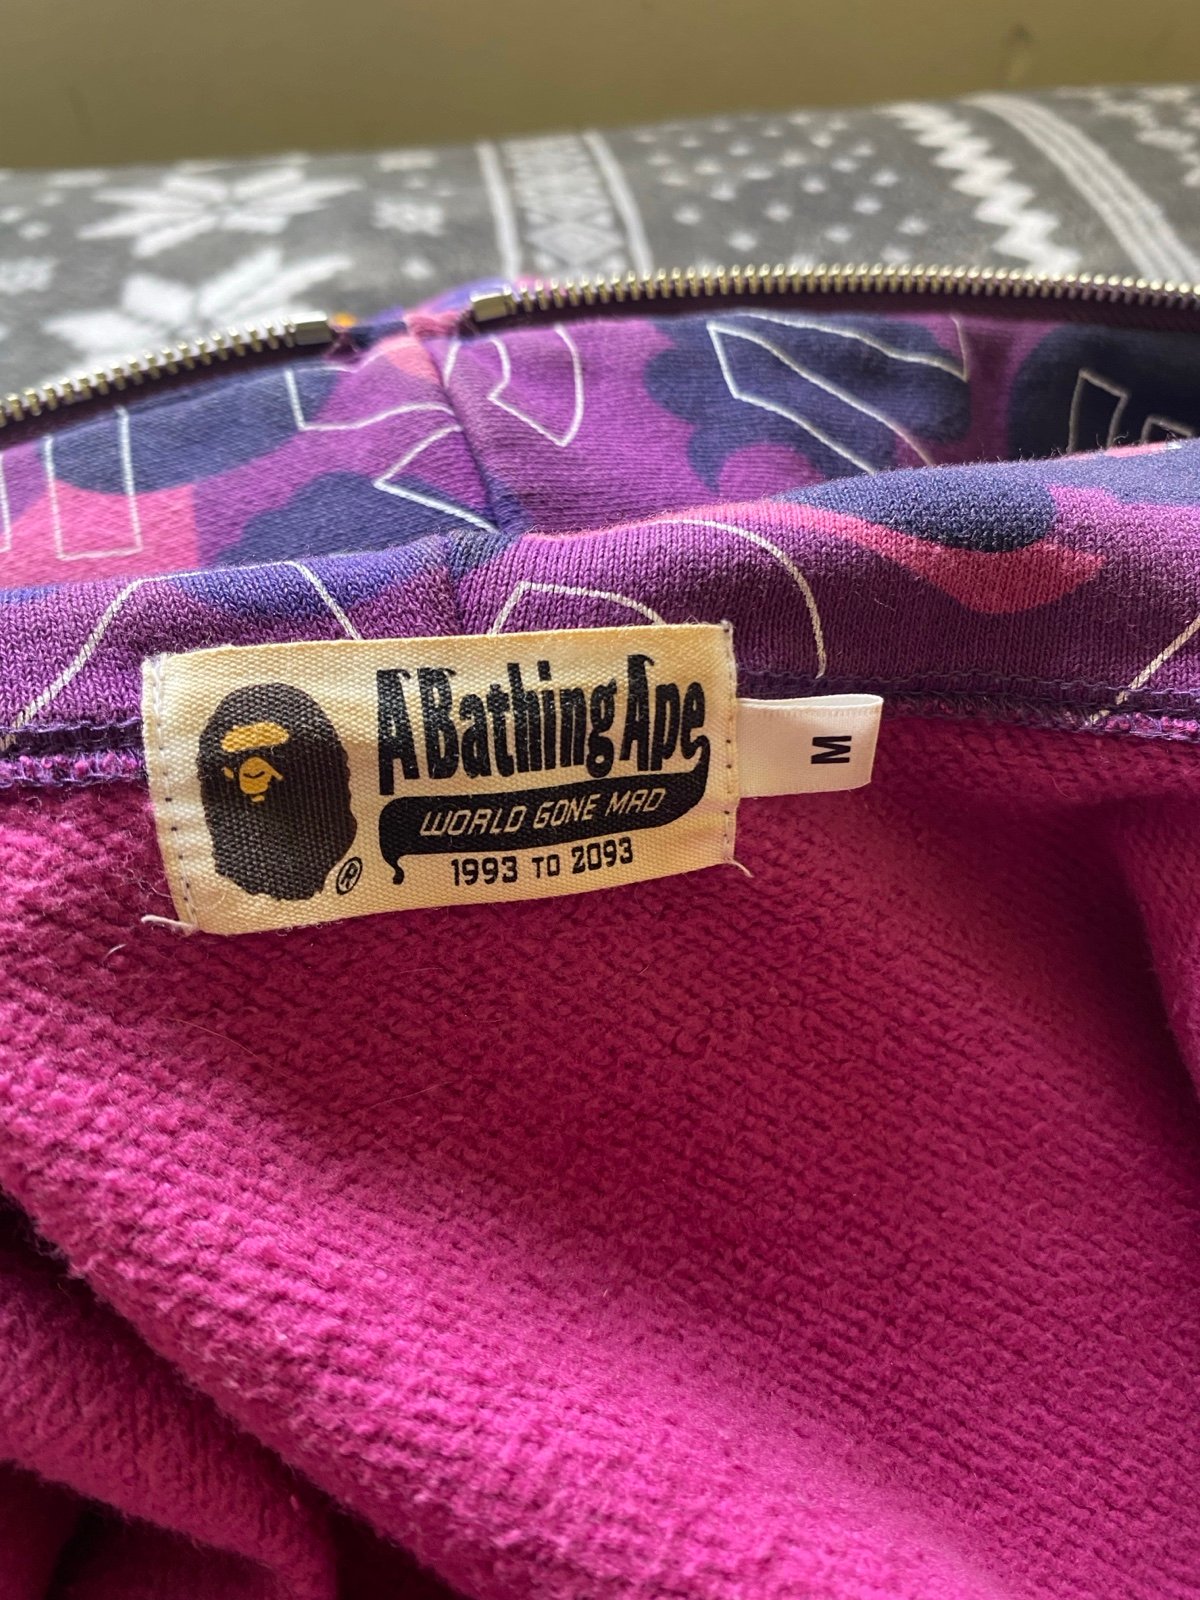 A Bathing Ape
WORLD GONE MAD
1993 TO 2093
®
M